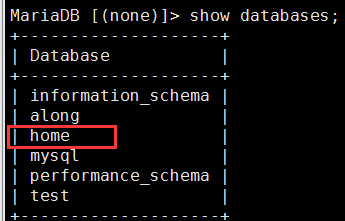 MariaDB [(none)]> show databases;
+--------------------+
| Database           |
+--------------------+
| information_schema |
| along              |
| home               |
| mysql              |
| performance_schema |
| test               |
+--------------------+